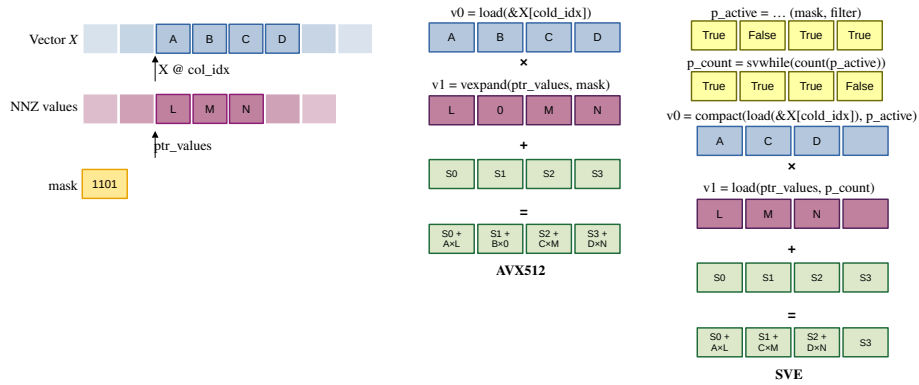 Vector X
A B C D
X @ col_idx
NNZ values
L M N
ptr_values
mask
1101
v0 = load(&X[cold_idx])
A B C D
×
v1 = vexpand(ptr_values, mask)
L 0 M N
+
S0 S1 S2 S3
=
S0 + S1 + S2 + S3 +
A×L B×0 C×M D×N
AVX512
p_active = … (mask, filter)
True False True True
p_count = svwhile(count(p_active))
True True True False
v0 = compact(load(&X[cold_idx]), p_active)
A C D
×
v1 = load(ptr_values, p_count)
L M N
+
S0 S1 S2 S3
=
S0 + S1 + S2 + S3
A×L C×M D×N
SVE